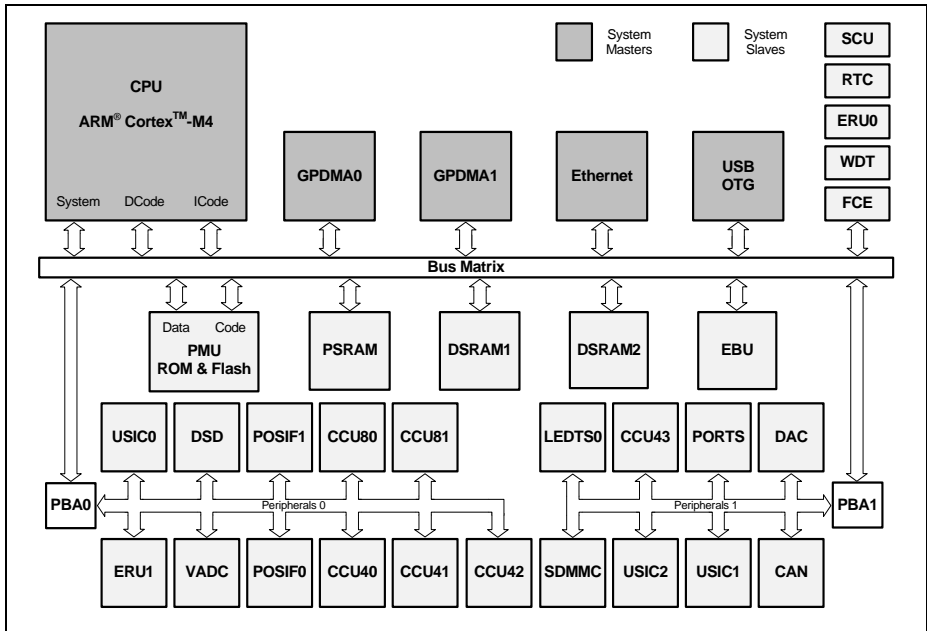 CPU
ARM® Cortex™-M4
System DCode ICode
GPDMA0
GPDMA1
Ethernet
USB
OTG
System
Masters
System
Slaves
SCU
RTC
ERU0
WDT
FCE
Bus Matrix
Data Code
PMU
ROM & Flash
PSRAM
DSRAM1
DSRAM2
EBU
USIC0
DSD
POSIF1
CCU80
CCU81
LEDTS0
CCU43
PORTS
DAC
PBA0
Peripherals 0
Peripherals 1
PBA1
ERU1
VADC
POSIF0
CCU40
CCU41
CCU42
SDMMC
USIC2
USIC1
CAN